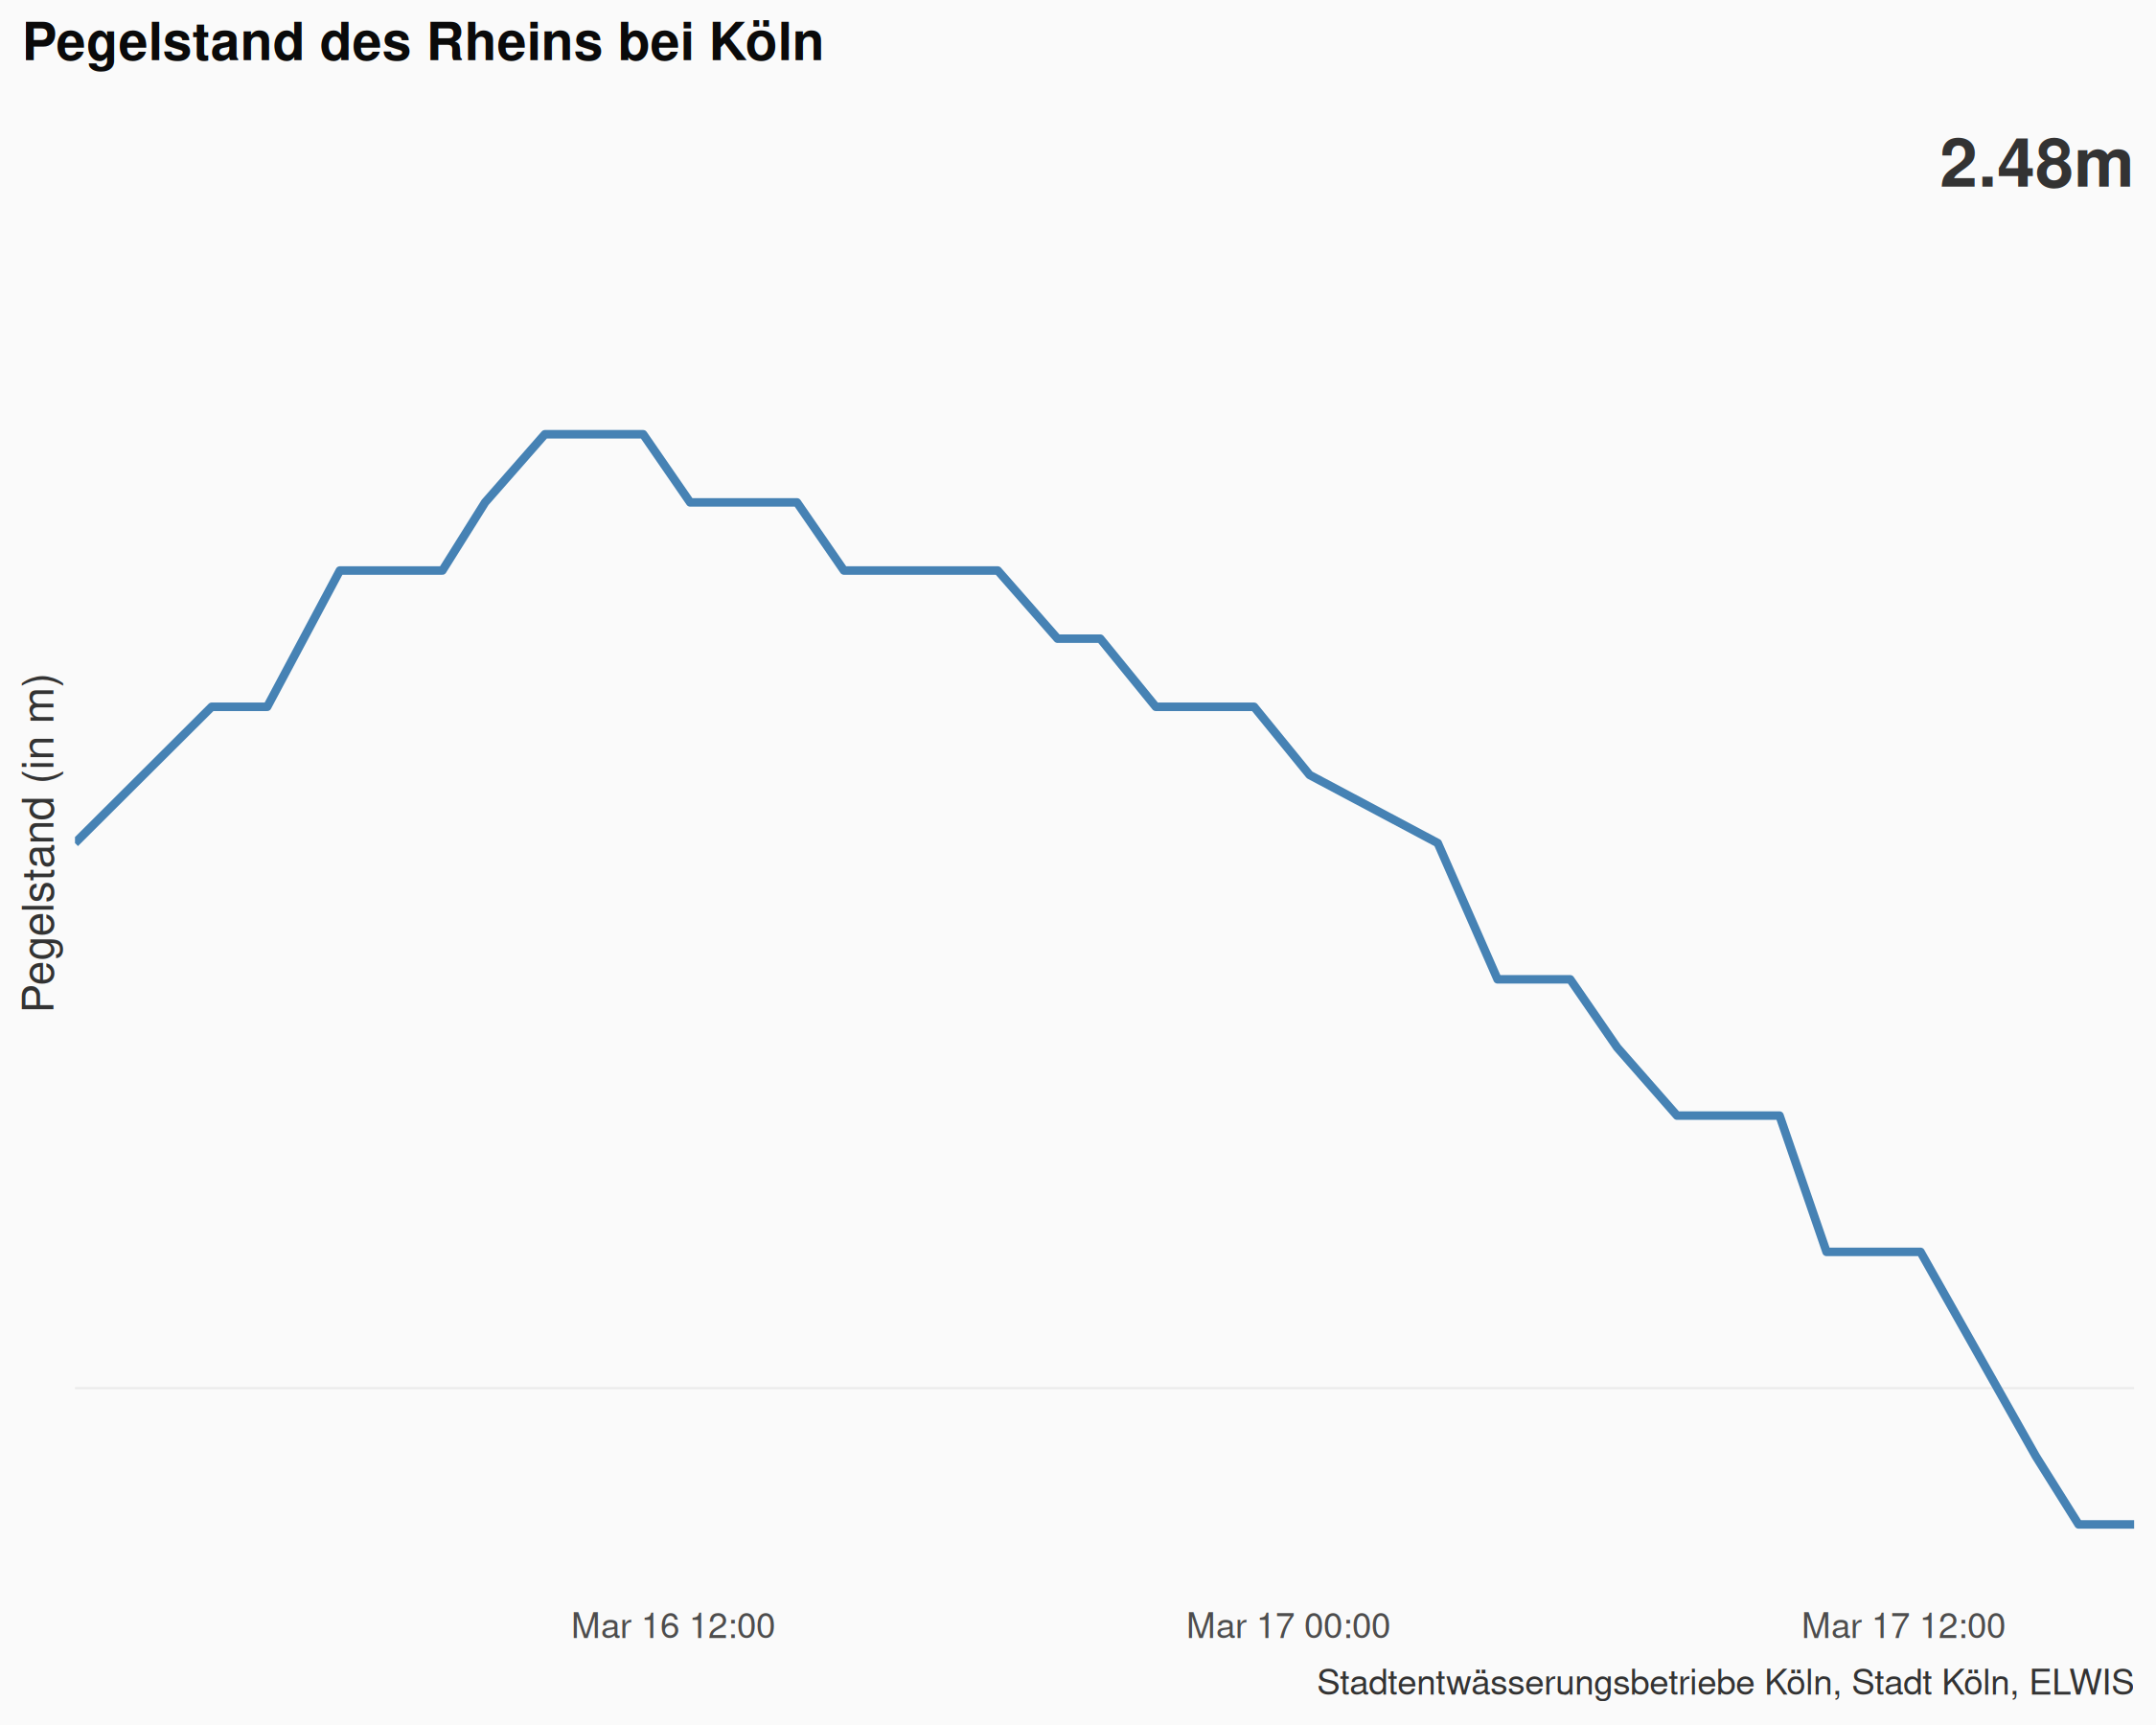 Pegelstand des Rheins bei Köln
2.48m
Pegelstand (in m)
Mar 16 12:00
Mar 17 00:00
Mar 17 12:00
Stadtentwässerungsbetriebe Köln, Stadt Köln, ELWIS